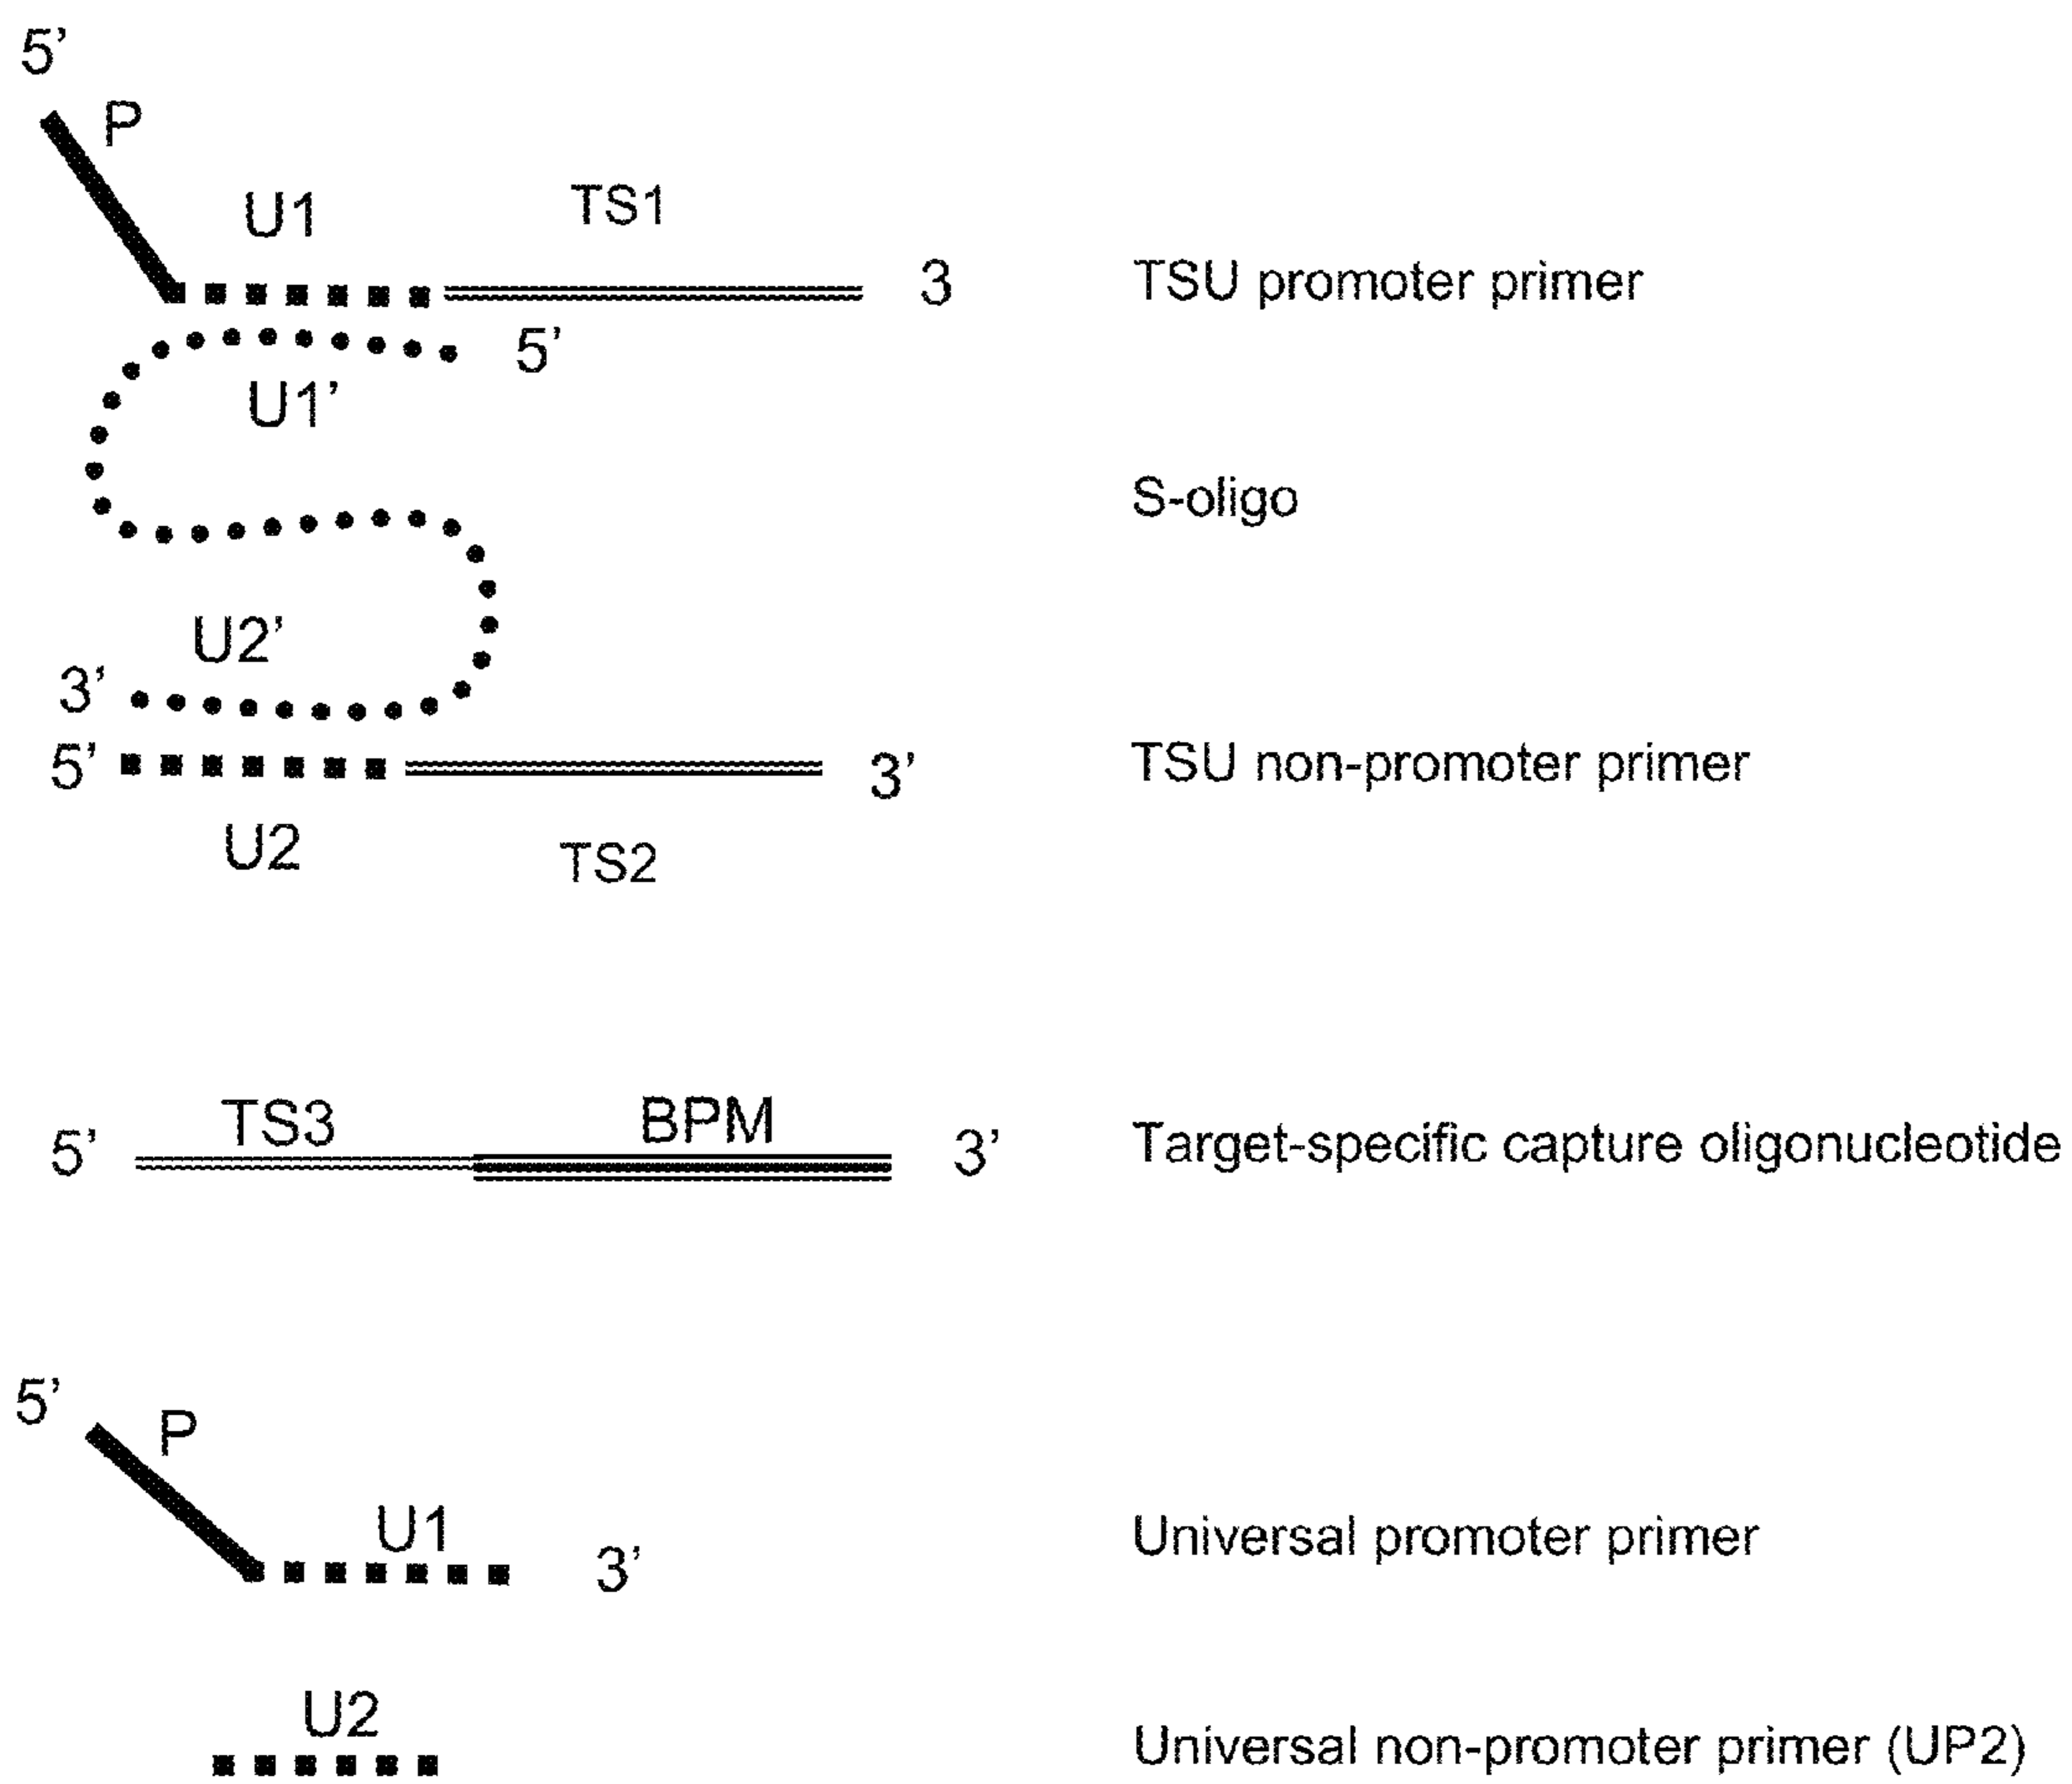 5’
P
U1 TS1
3 TSU promoter primer
5’
U1’
S-oligo
U2’
3’
5’ 3’ TSU non-promoter primer
U2 TS2
5’ TS3 BPM 3’ Target-specific capture oligonucleotide
5’
P
U1
3’ Universal promoter primer
U2
Universal non-promoter primer (UP2)